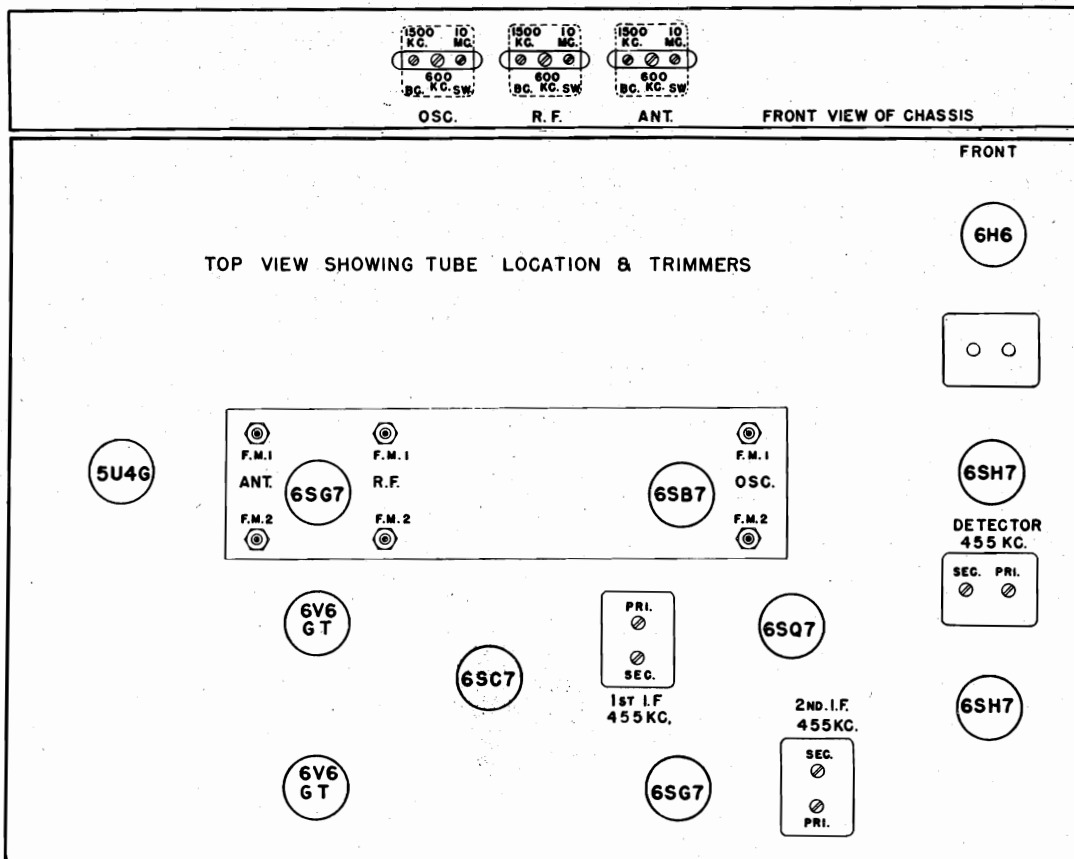 1500 10 1500 10 1500 10
KC. MC. KC. MC. KC. MC.
600 600 600
BC. KC. SW. BC. KC. SW. BC. KC. SW
OSC. R.F. ANT. FRONT VIEW OF CHASSIS
FRONT
6H6
TOP VIEW SHOWING TUBE LOCATION & TRIMMERS
F.M.1 F.M.1 F.M.1
5U4G ANT. 6SG7 R.F. 6SB7 OSC. 6SH7
F.M.2 F.M.2 F.M.2
DETECTOR
455 KC.
SEC. PRI.
6V6
GT
PRI.
SEC.
6SQ7
6SC7
1ST I.F
455KC,
2ND.I.F.
455KC.
6SH7
6V6
GT
6SG7
SEC.
PRI.